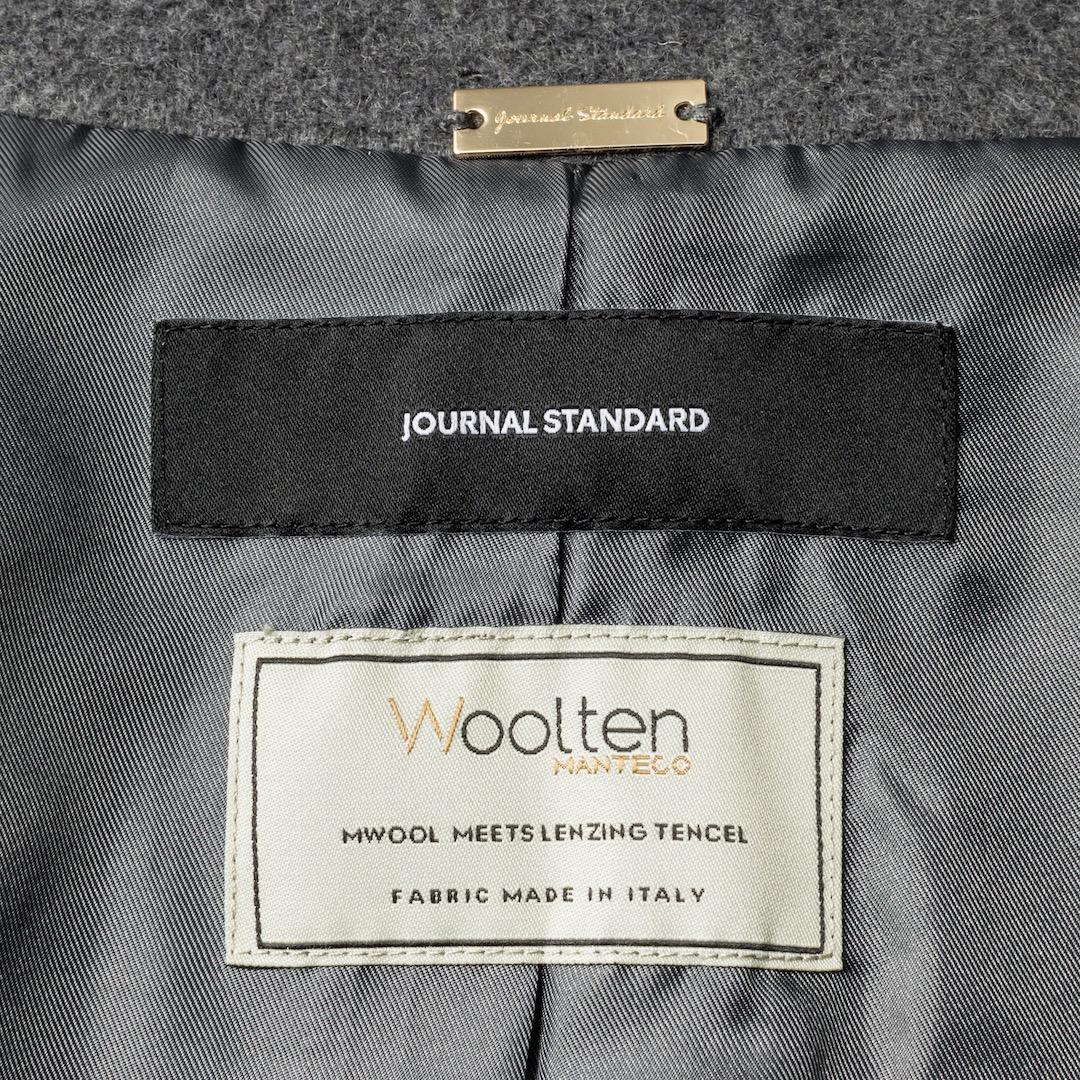 Journal Standard
JOURNAL STANDARD
Woolten
MANTECO
MWOOL MEETS LENZING TENCEL
FABRIC MADE IN ITALY